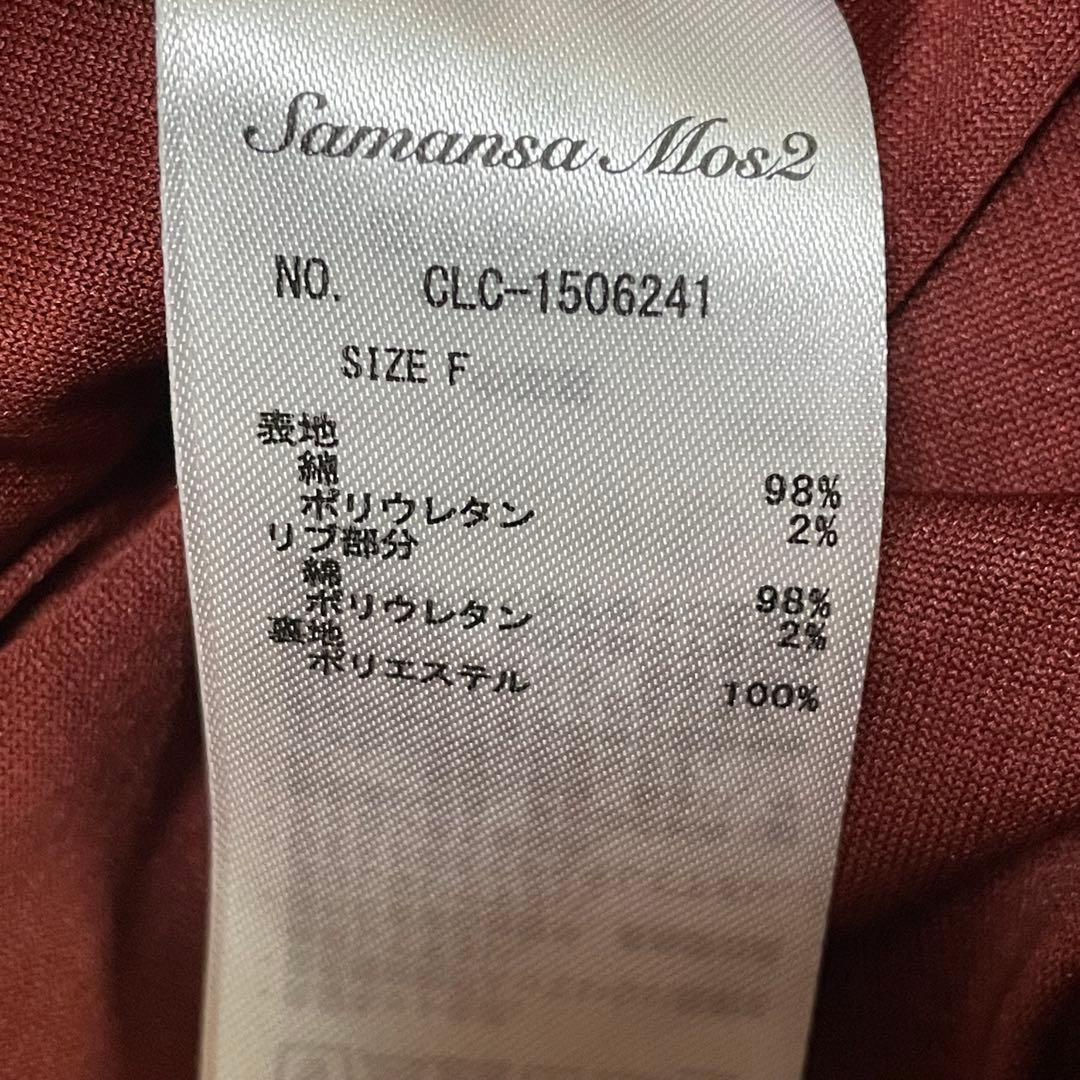 Samansa Mos2
NO. CLC-1506241
SIZE F
表地
綿 98%
ポリウレタン 2%
リブ部分
綿 98%
ポリウレタン 2%
裏地
ポリエステル 100%